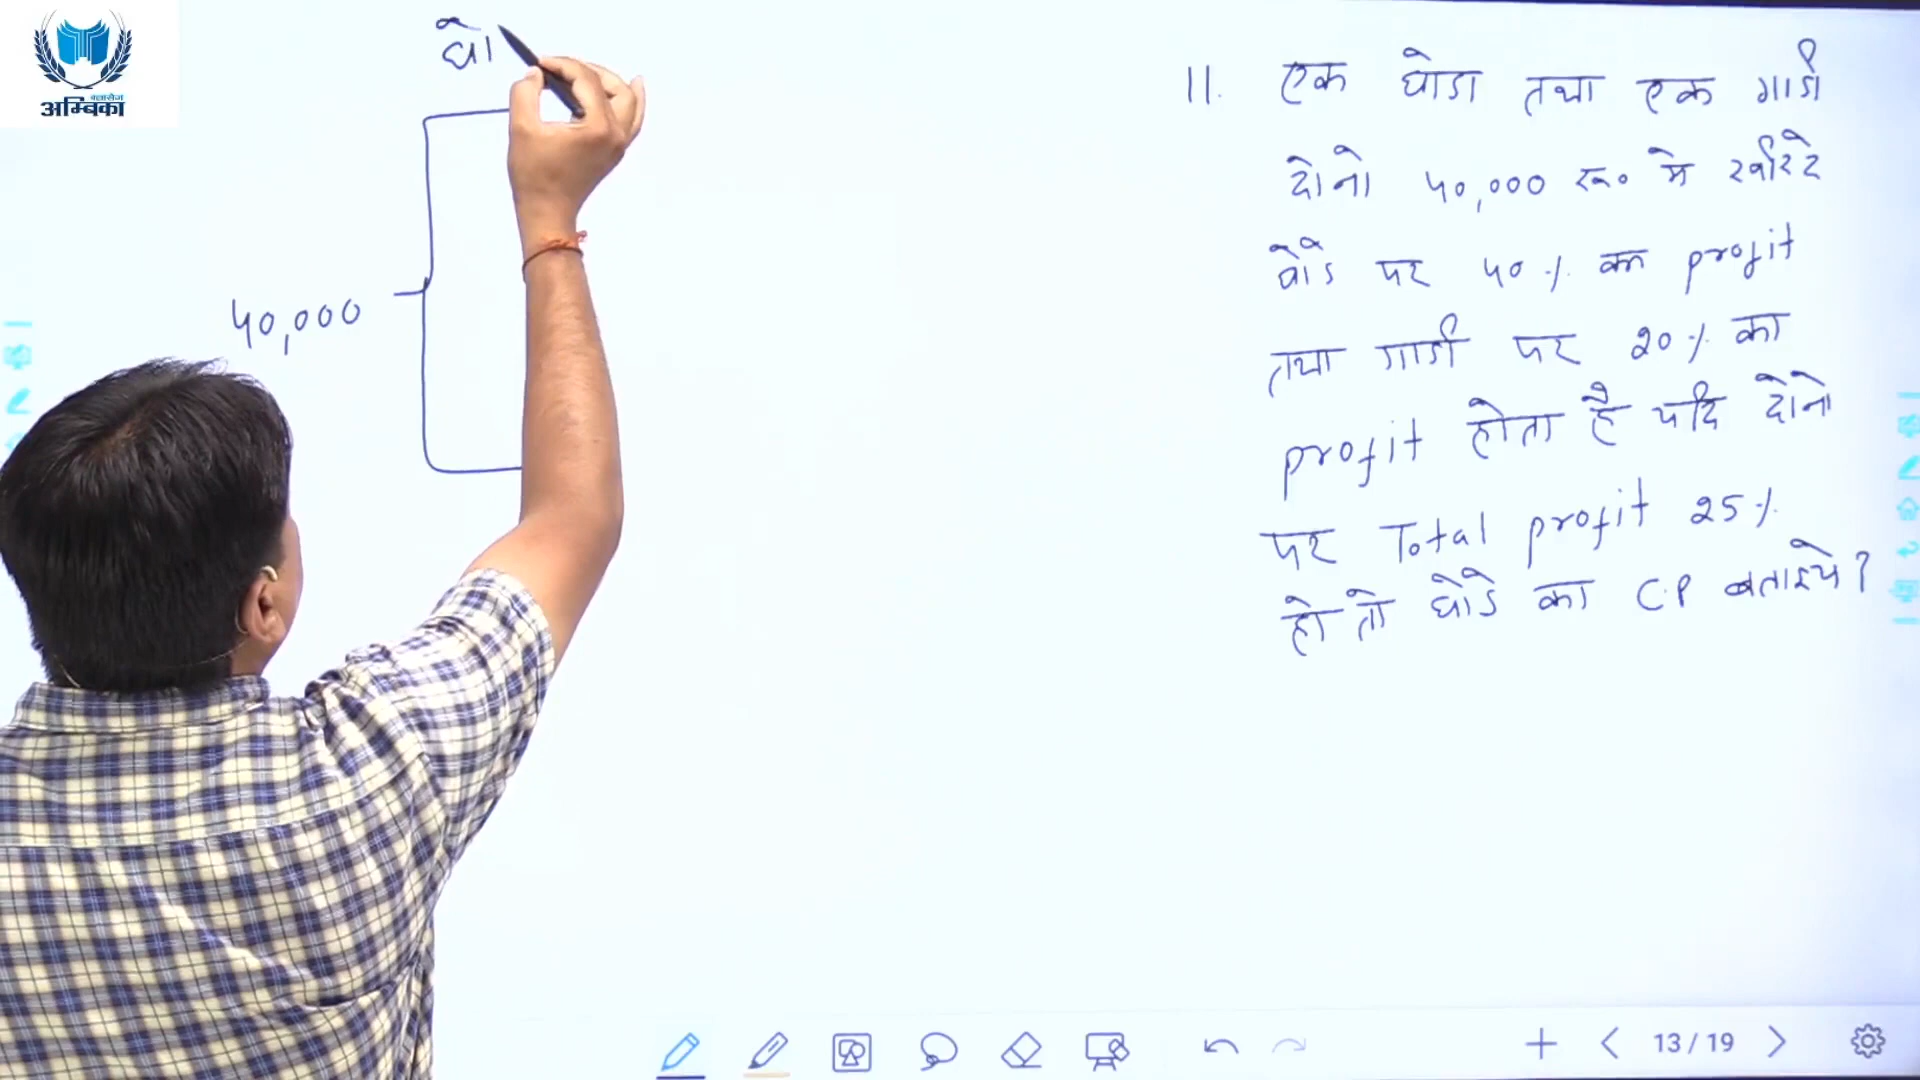 क्लासेज
अम्बिका
घो
40,000
11. एक घोडा तथा एक गाडी
दोनो 40,000 रू० मे खरीदे
घोडे पर 40% का profit
तथा गाडी पर 20% का
profit होता है यदि दोनो
पर Total profit 25%
हो तो घोडे का C.P बताइये?
13/19